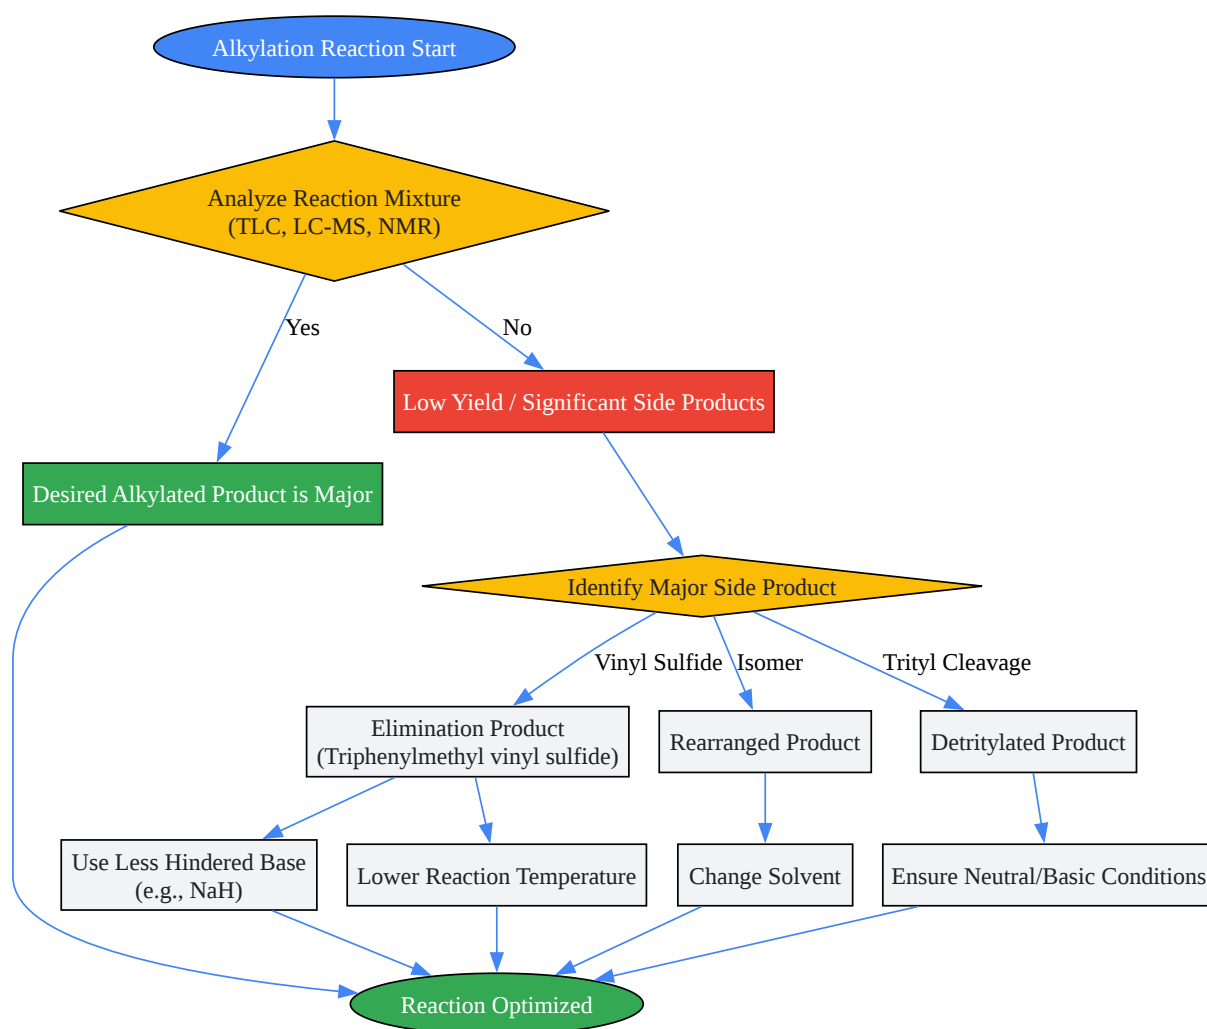 Alkylation Reaction Start
Analyze Reaction Mixture
(TLC, LC-MS, NMR)
Yes
No
Low Yield / Significant Side Products
Desired Alkylated Product is Major
Identify Major Side Product
Vinyl Sulfide
Isomer
Trityl Cleavage
Elimination Product
(Triphenylmethyl vinyl sulfide)
Rearranged Product
Detritylated Product
Use Less Hindered Base
(e.g., NaH)
Lower Reaction Temperature
Change Solvent
Ensure Neutral/Basic Conditions
Reaction Optimized